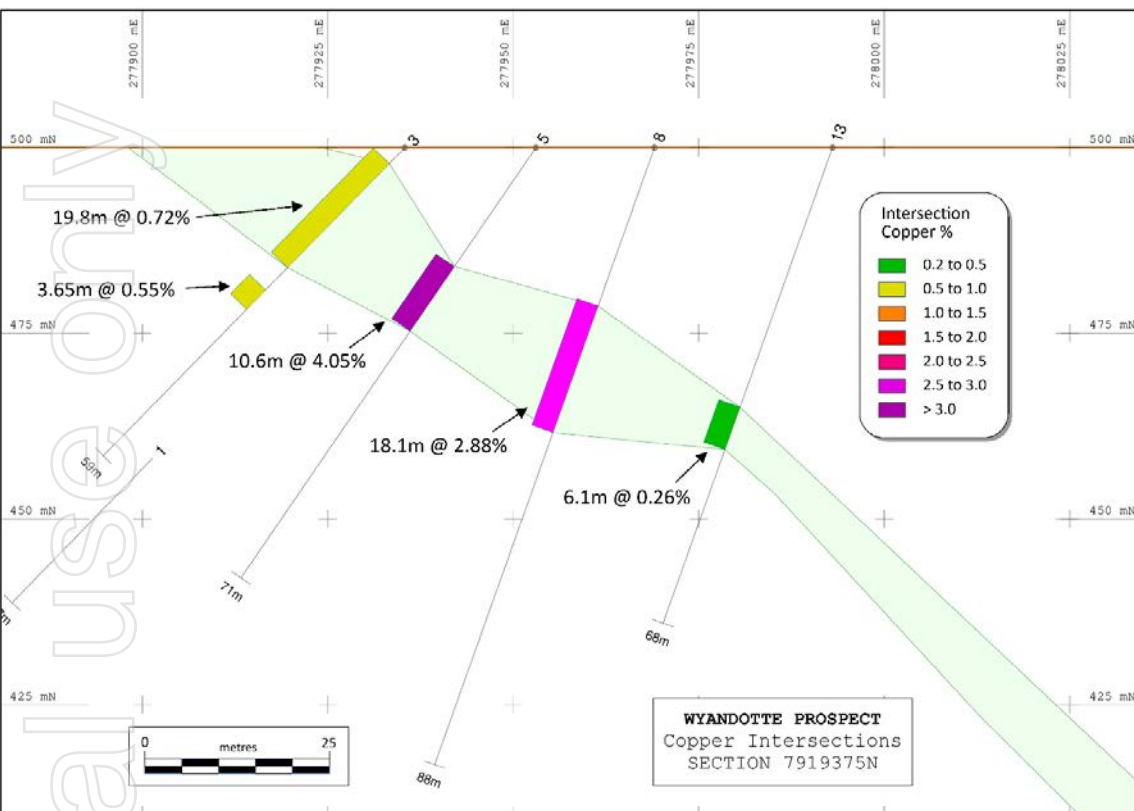 277900 mE
277925 mE
277950 mE
277975 mE
278000 mE
278025 mE
500 mN
3
5
8
13
500 mN
19.8m @ 0.72%
3.65m @ 0.55%
10.6m @ 4.05%
18.1m @ 2.88%
6.1m @ 0.26%
Intersection
Copper %
0.2 to 0.5
0.5 to 1.0
1.0 to 1.5
1.5 to 2.0
2.0 to 2.5
2.5 to 3.0
> 3.0
475 mN
475 mN
59m
1
450 mN
450 mN
71m
68m
88m
425 mN
425 mN
0 metres 25
WYANDOTTE PROSPECT
Copper Intersections
SECTION 7919375N
al use only